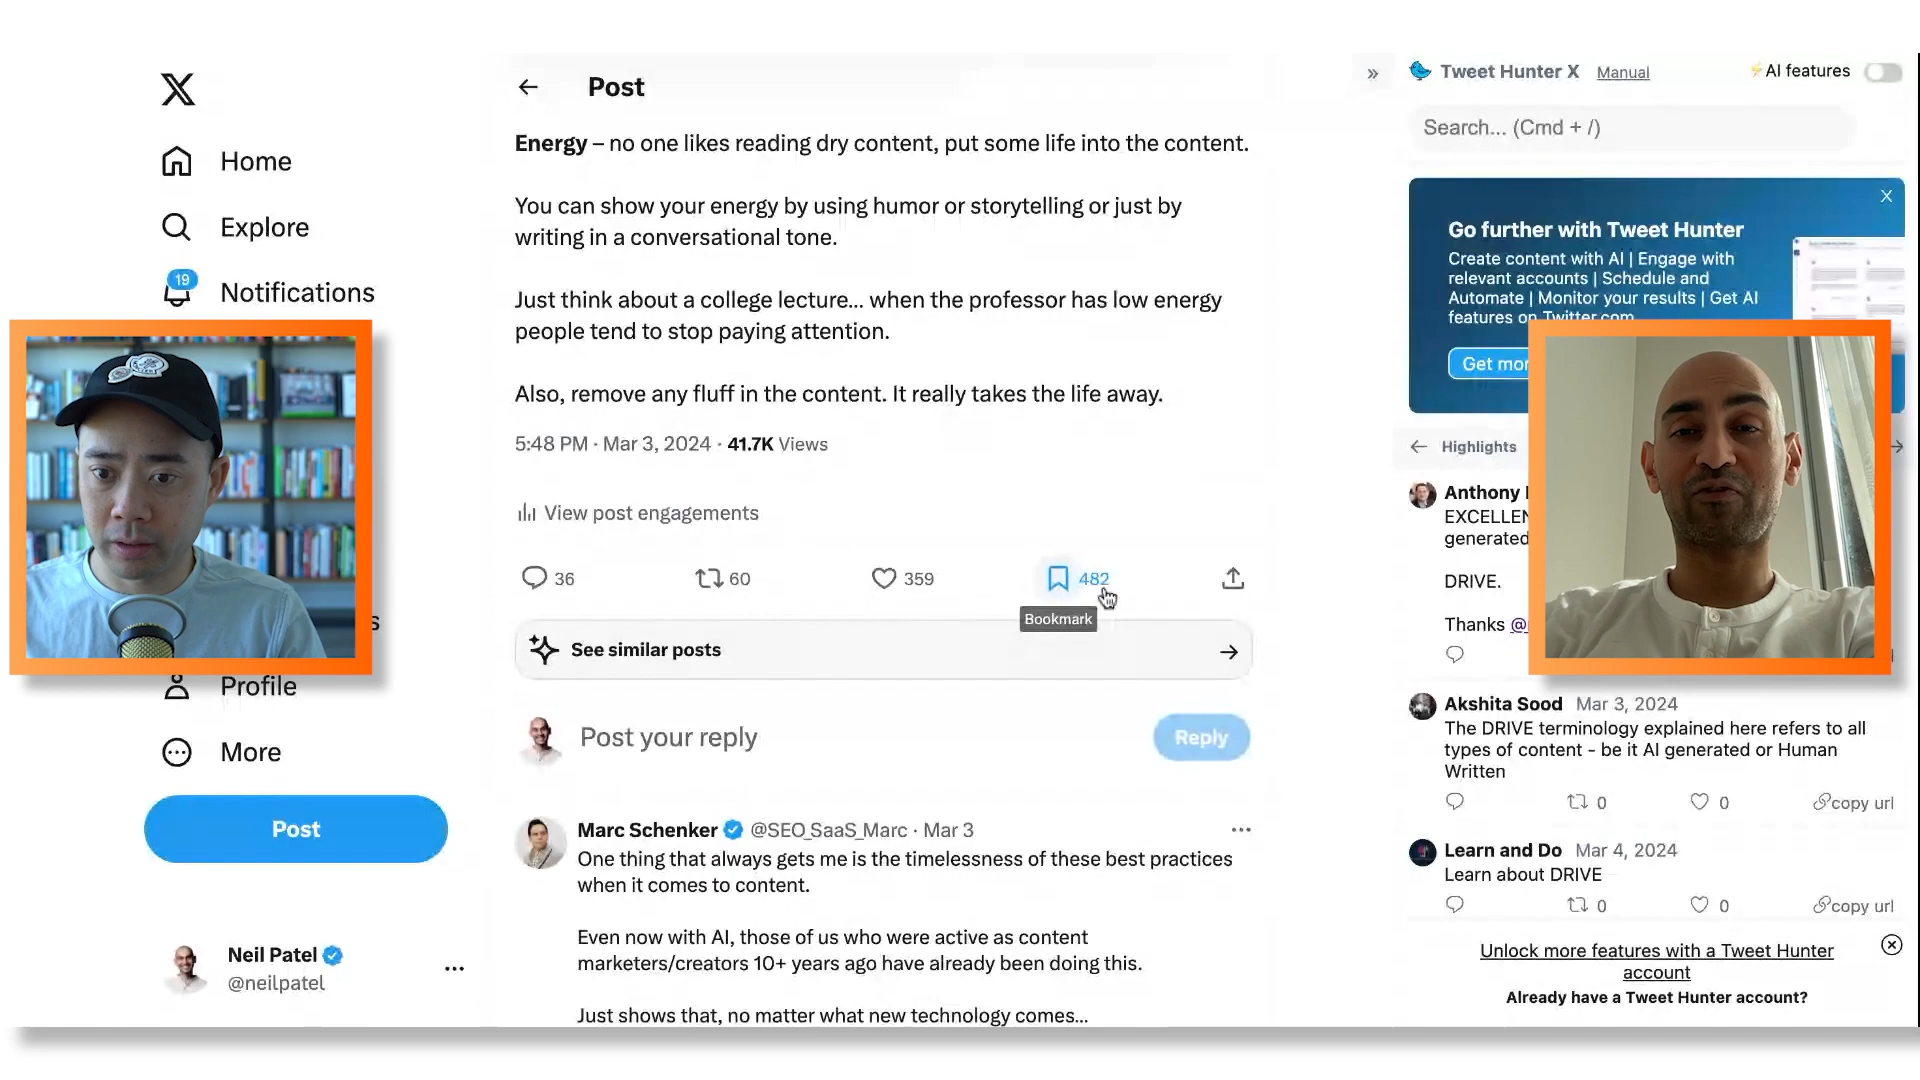 Home
Explore
19
Notifications
s
Profile
More
Post
Neil Patel
@neilpatel
Post
Energy – no one likes reading dry content, put some life into the content.
You can show your energy by using humor or storytelling or just by
writing in a conversational tone.
Just think about a college lecture... when the professor has low energy
people tend to stop paying attention.
Also, remove any fluff in the content. It really takes the life away.
5:48 PM · Mar 3, 2024 · 41.7K Views
View post engagements
36 60 359 482
Bookmark
See similar posts
Post your reply
Reply
Marc Schenker @SEO_SaaS_Marc · Mar 3
One thing that always gets me is the timelessness of these best practices
when it comes to content.
Even now with AI, those of us who were active as content
marketers/creators 10+ years ago have already been doing this.
Just shows that, no matter what new technology comes...
» Tweet Hunter X Manual ⚡AI features
Search... (Cmd + /)
X
Go further with Tweet Hunter
Create content with AI | Engage with
relevant accounts | Schedule and
Automate | Monitor your results | Get AI
features on Twitter.com
Get mor
Highlights
Anthony
EXCELLEN
generated
DRIVE.
Thanks @
Akshita Sood Mar 3, 2024
The DRIVE terminology explained here refers to all
types of content - be it AI generated or Human
Written
0 0 copy url
Learn and Do Mar 4, 2024
Learn about DRIVE
0 0 copy url
Unlock more features with a Tweet Hunter
account
Already have a Tweet Hunter account?